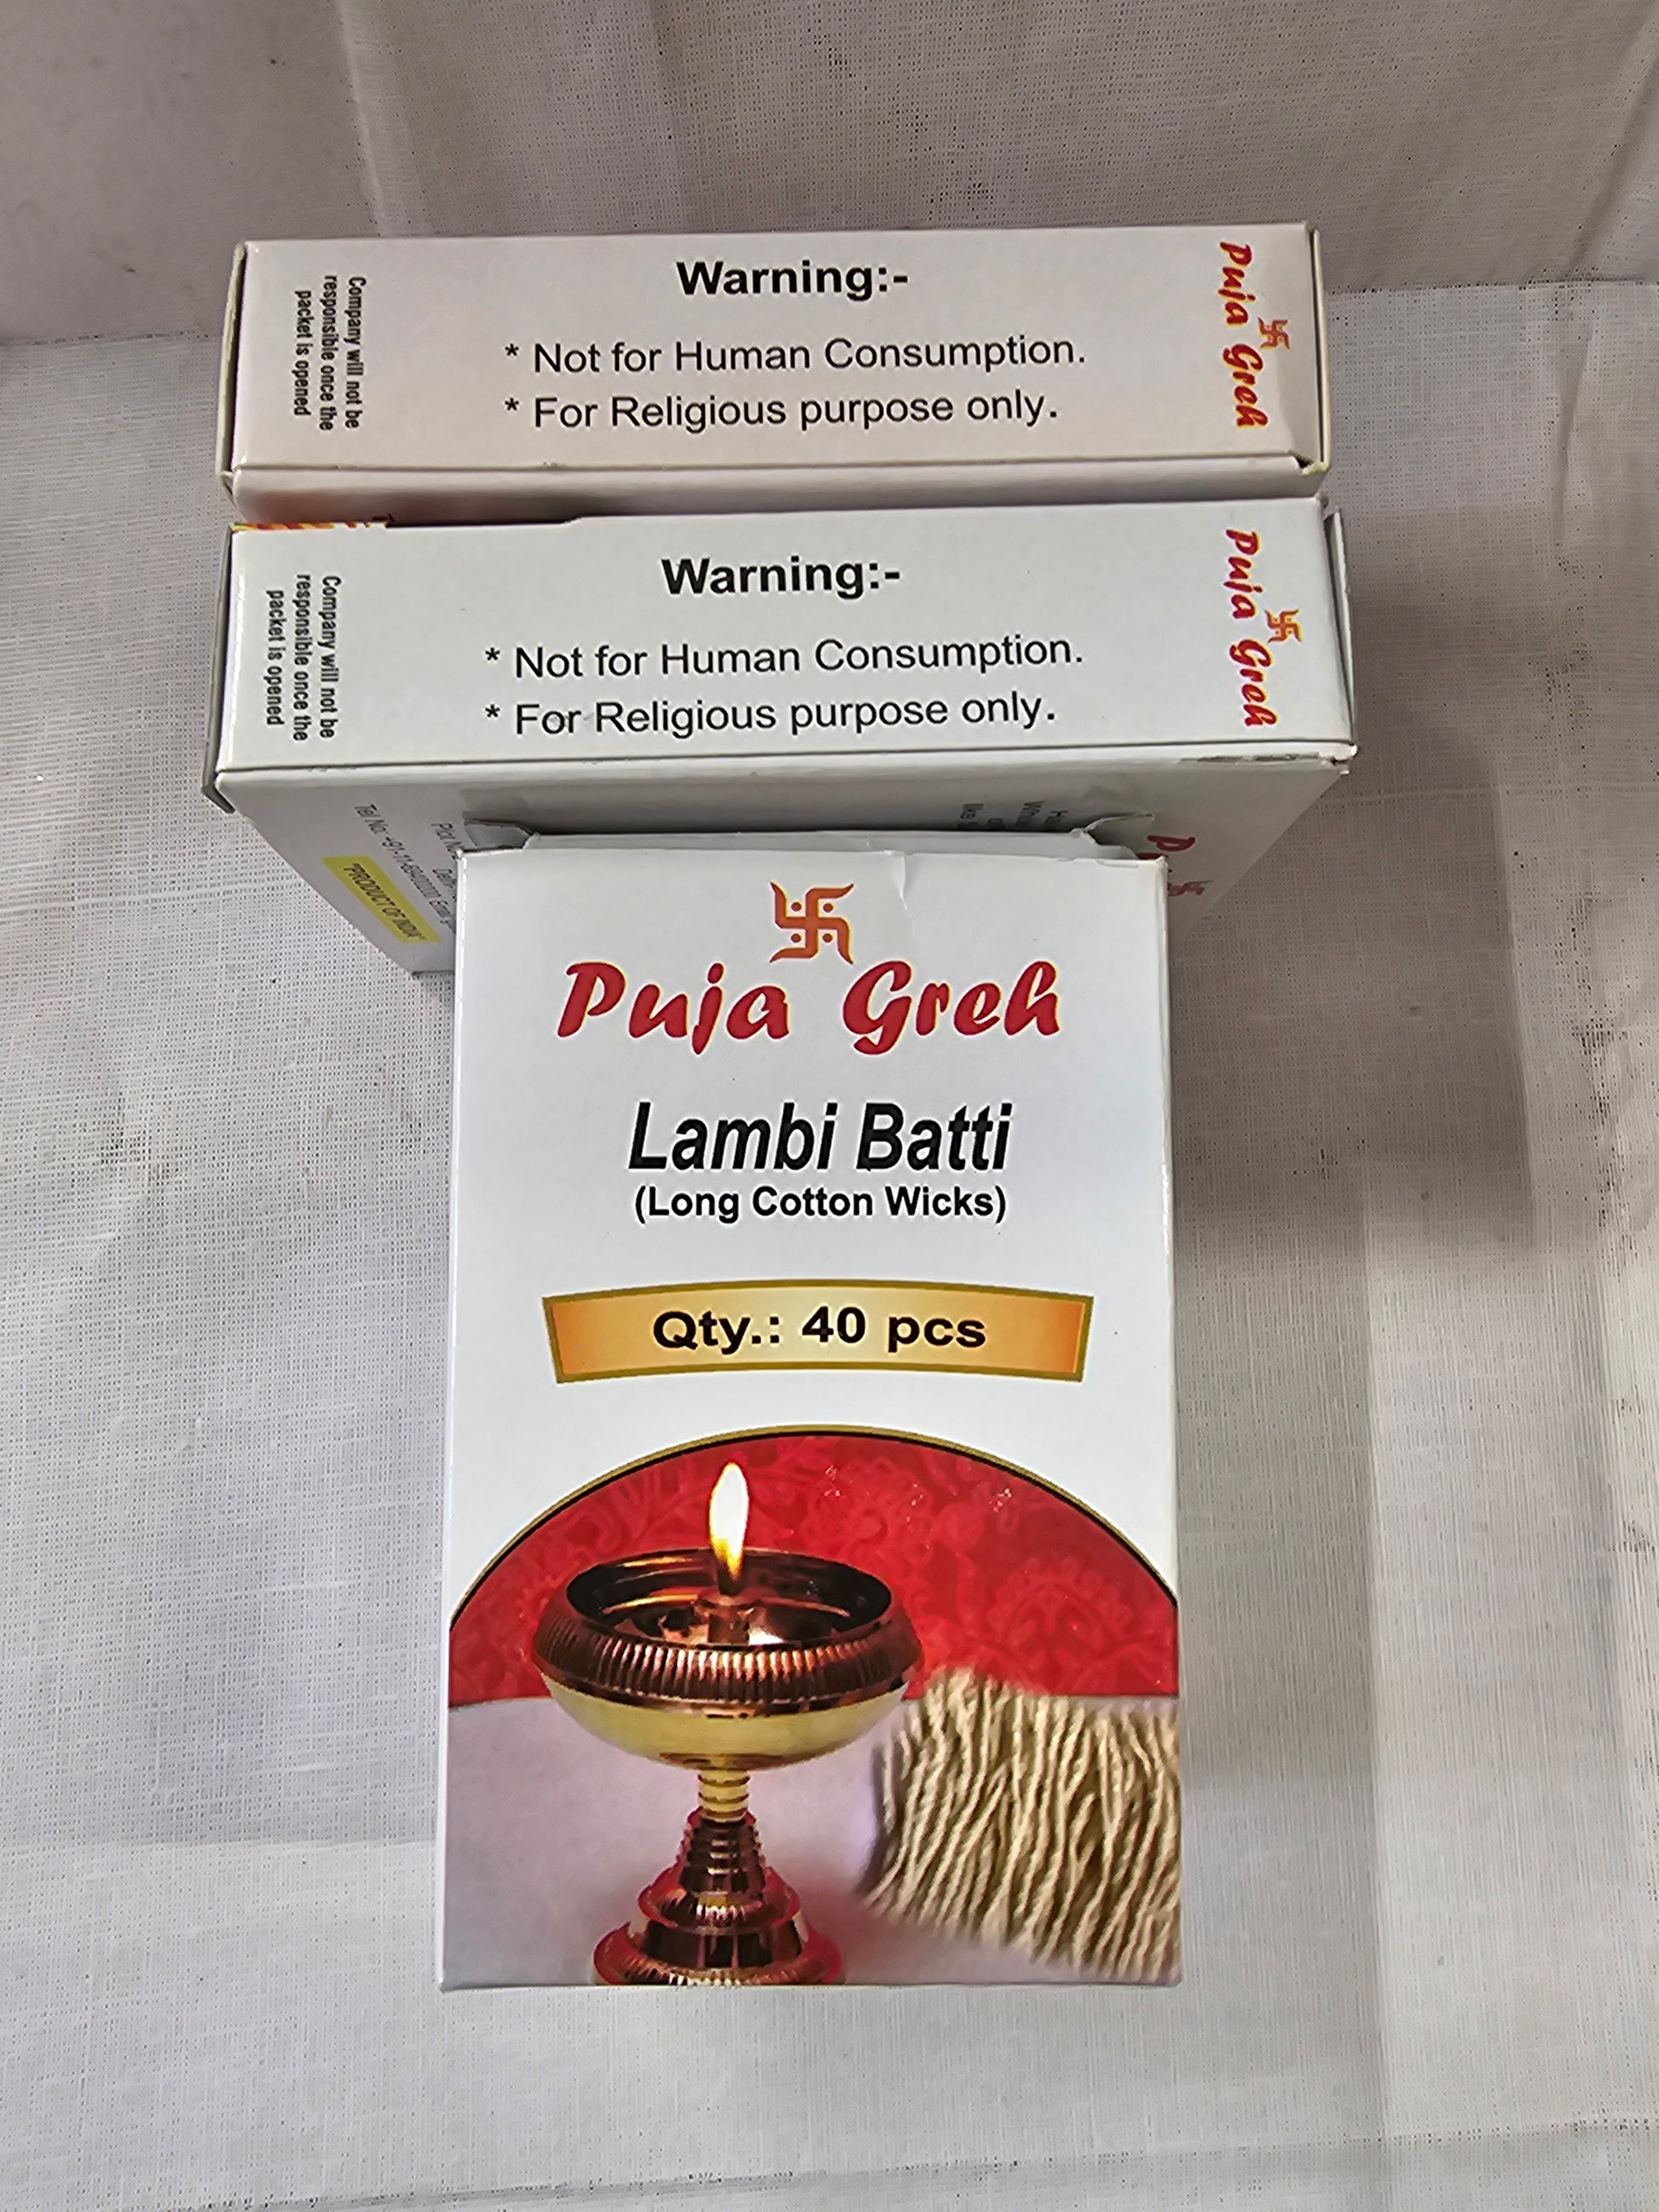 Warning:-
* Not for Human Consumption.
* For Religious purpose only.
Company will not be
responsible once the
packet is opened
Puja Greh
Warning:-
* Not for Human Consumption.
* For Religious purpose only.
Company will not be
responsible once the
packet is opened
Puja Greh
Tel No.
"PRODUCT OF INDIA"
Puja Greh
Lambi Batti
(Long Cotton Wicks)
Qty.: 40 pcs